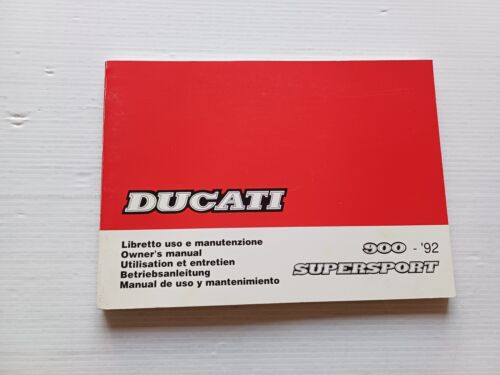 DUCATI
Libretto uso e manutenzione
Owner's manual
Utilisation et entretien
Betriebsanleitung
Manual de uso y mantenimiento
900 - '92
SUPERSPORT